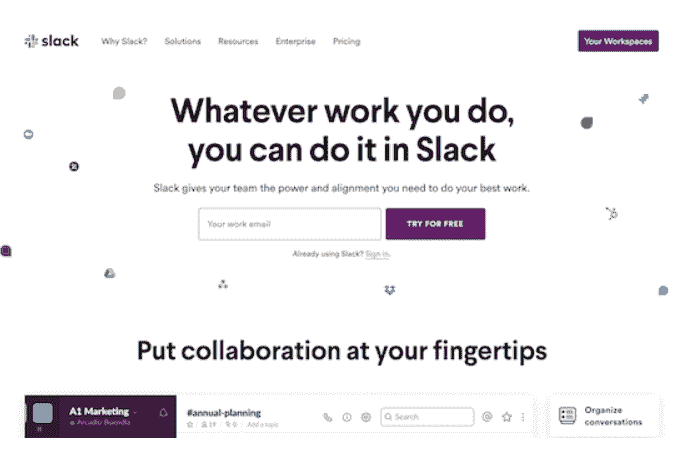 slack
Why Slack?
Solutions
Resources
Enterprise
Pricing
Your Workspaces
Whatever work you do,
you can do it in Slack
Slack gives your team the power and alignment you need to do your best work.
Your work email
TRY FOR FREE
Already using Slack? Sign in.
Put collaboration at your fingertips
A1 Marketing
Arcadio Buendía
#annual-planning
Add a topic
Search
Organize
conversations